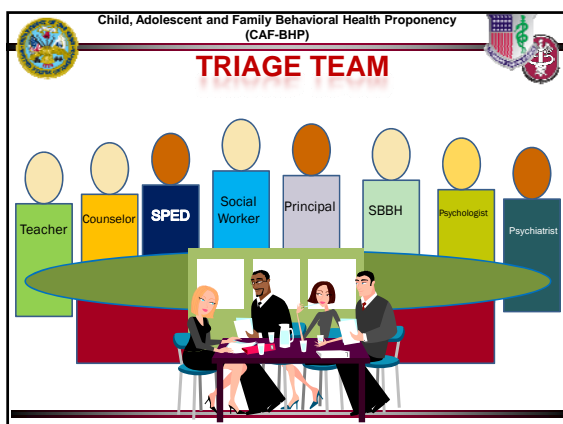 Child, Adolescent and Family Behavioral Health Proponency
(CAF-BHP)
TRIAGE TEAM
Teacher
Counselor
SPED
Social
Worker
Principal
SBBH
Psychologist
Psychiatrist